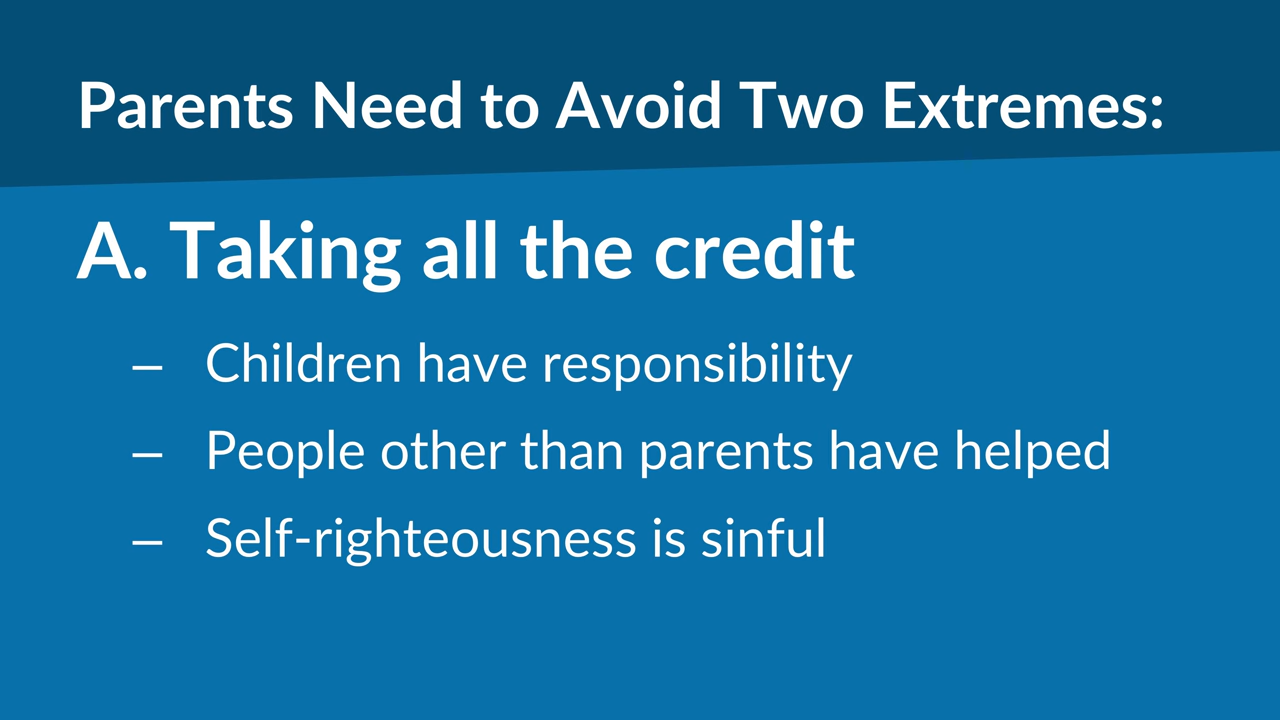 Parents Need to Avoid Two Extremes:
A. Taking all the credit
– Children have responsibility
– People other than parents have helped
– Self-righteousness is sinful